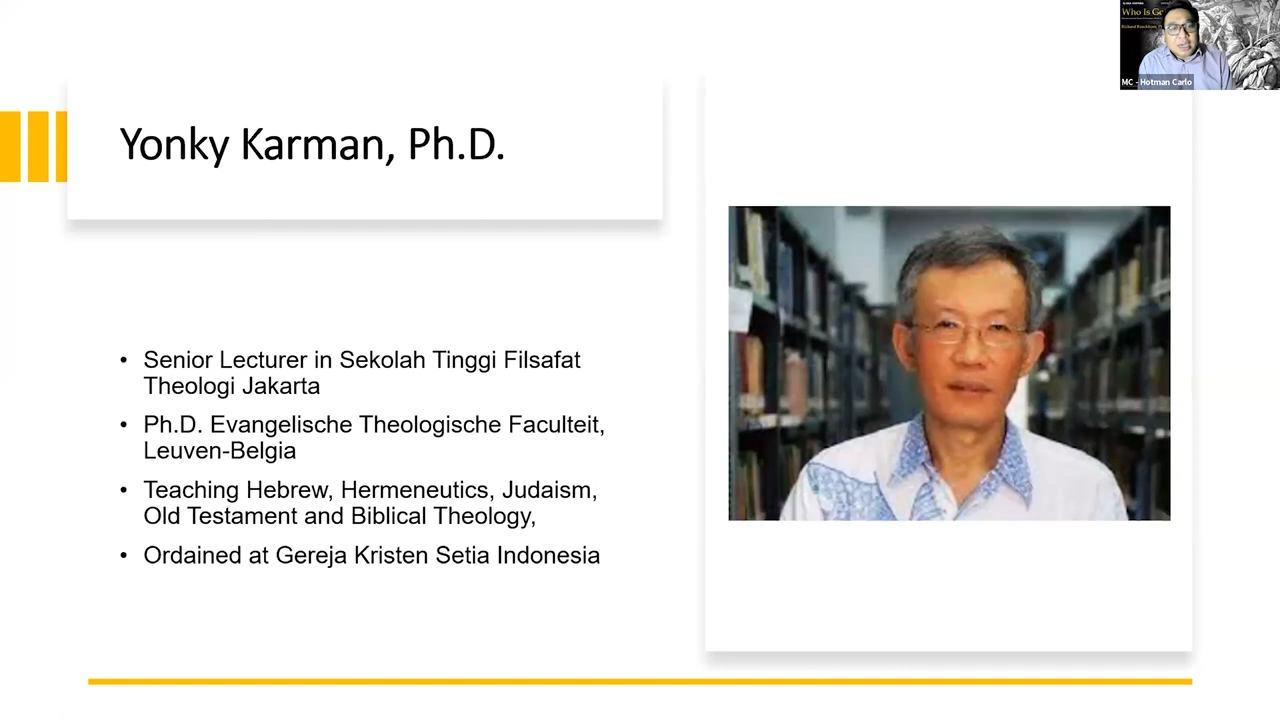 Yonky Karman, Ph.D.
• Senior Lecturer in Sekolah Tinggi Filsafat
Theologi Jakarta
• Ph.D. Evangelische Theologische Faculteit,
Leuven-Belgia
• Teaching Hebrew, Hermeneutics, Judaism,
Old Testament and Biblical Theology,
• Ordained at Gereja Kristen Setia Indonesia
Who Is
MC - Hotman Carlo